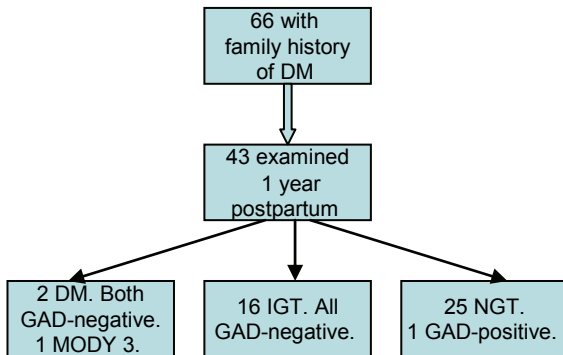 66 with
family history
of DM
43 examined
1 year
postpartum
2 DM. Both
GAD-negative.
1 MODY 3.
16 IGT. All
GAD-negative.
25 NGT.
1 GAD-positive.